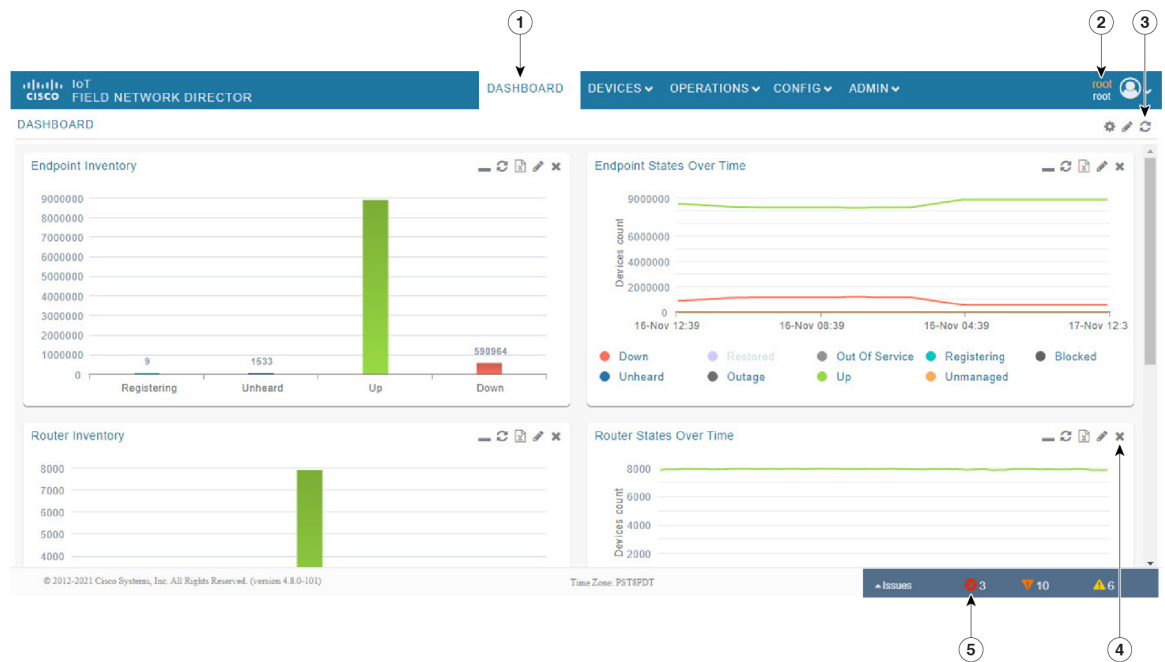 1
2
3
IoT
CISCO FIELD NETWORK DIRECTOR
DASHBOARD DEVICES OPERATIONS CONFIG ADMIN
root
root
DASHBOARD
Endpoint Inventory
9000000
8000000
7000000
6000000
5000000
4000000
3000000
2000000
1000000
0
9
1533
590964
Registering Unheard Up Down
Endpoint States Over Time
Devices count
9000000
6000000
4000000
2000000
0
16-Nov 12:39 16-Nov 08:39 16-Nov 04:39 17-Nov 12:3
Down Restored Out Of Service Registering Blocked
Unheard Outage Up Unmanaged
Router Inventory
8000
7000
6000
5000
4000
Router States Over Time
Devices count
8000
6000
4000
2000
© 2012-2021 Cisco Systems, Inc. All Rights Reserved. (version 4.8.0-101)
Time Zone: PST8PDT
Issues 3 10 6
5
4